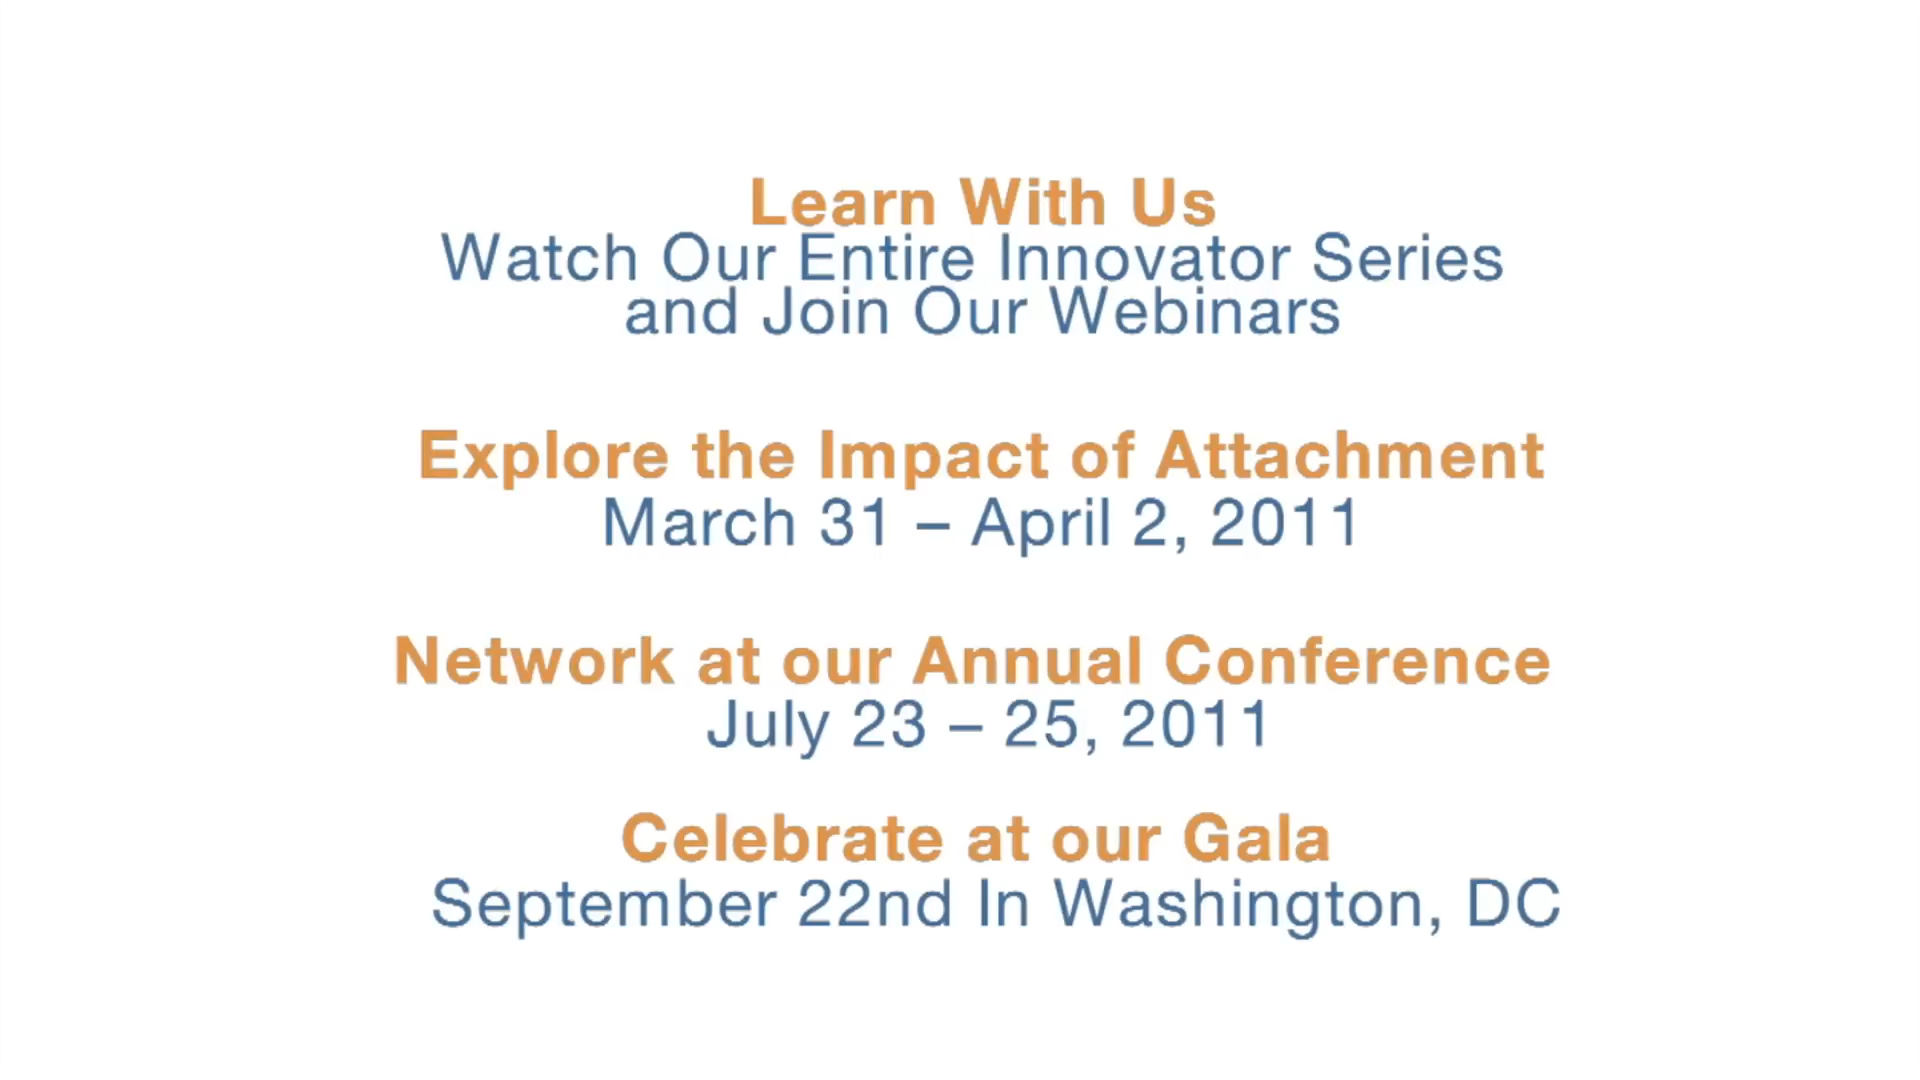 Learn With Us
Watch Our Entire Innovator Series
and Join Our Webinars
Explore the Impact of Attachment
March 31 – April 2, 2011
Network at our Annual Conference
July 23 – 25, 2011
Celebrate at our Gala
September 22nd In Washington, DC